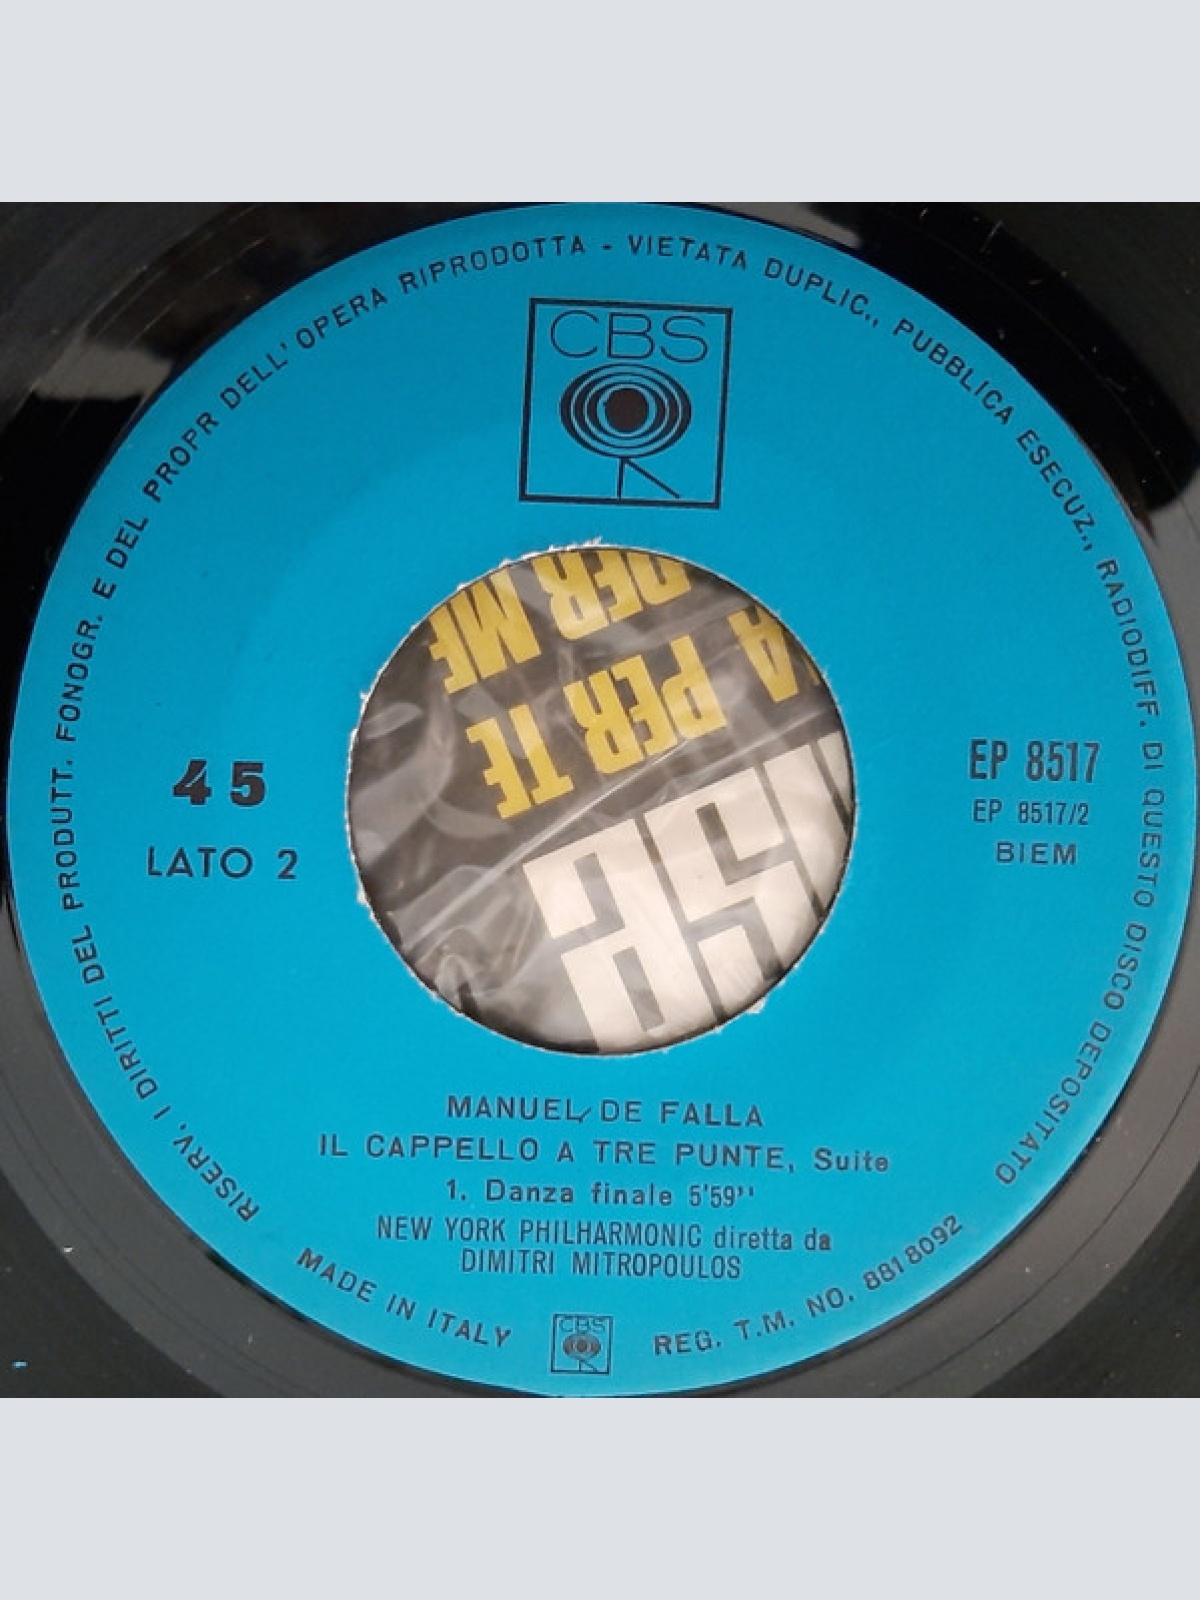 RISERV. I DIRITTI DEL PRODUTT. FONOGR. E DEL PROPR DELL'OPERA RIPRODOTTA - VIETATA DUPLIC., PUBBLICA ESECUZ., RADIODIFF. DI QUESTO DISCO DEPOSITATO
CBS
PER ME
A PER TE
45
LATO 2
EP 8517
EP 8517/2
BIEM
MANUEL DE FALLA
IL CAPPELLO A TRE PUNTE, Suite
1. Danza finale 5'59''
NEW YORK PHILHARMONIC diretta da
DIMITRI MITROPOULOS
MADE IN ITALY
CBS
REG. T.M. NO. 8818092